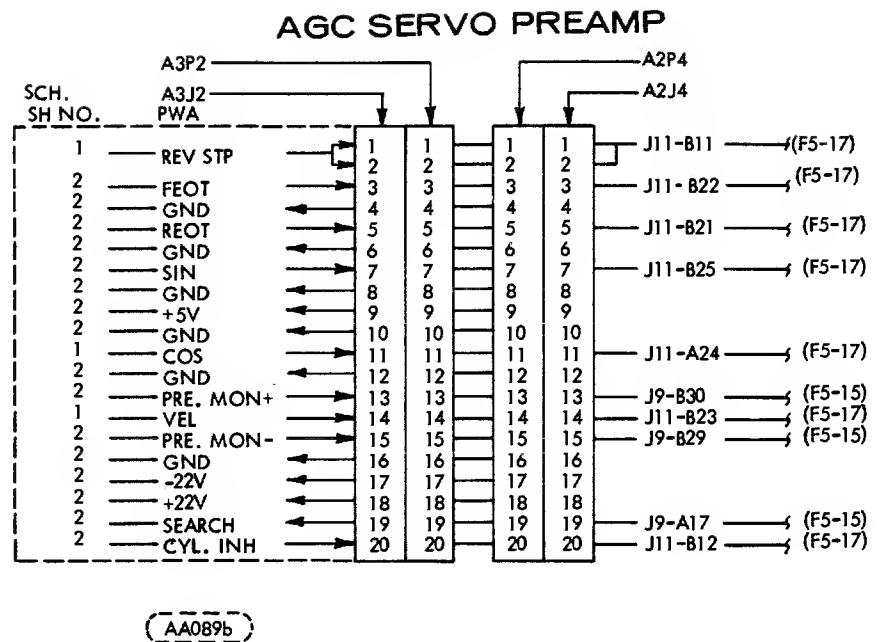 AGC SERVO PREAMP
A3P2 A2P4
SCH. A3J2 A2J4
SH NO. PWA
1 REV STP 1 1 1 1 J11-B11 (F5-17)
2 2 2 2
2 FEOT 3 3 3 3 J11-B22 (F5-17)
2 GND 4 4 4 4
2 REOT 5 5 5 5 J11-B21 (F5-17)
2 GND 6 6 6 6
2 SIN 7 7 7 7 J11-B25 (F5-17)
2 GND 8 8 8 8
2 +5V 9 9 9 9
2 GND 10 10 10 10
1 COS 11 11 11 11 J11-A24 (F5-17)
2 GND 12 12 12 12
2 PRE. MON+ 13 13 13 13 J9-B30 (F5-15)
1 VEL 14 14 14 14 J11-B23 (F5-17)
2 PRE. MON- 15 15 15 15 J9-B29 (F5-15)
2 GND 16 16 16 16
2 -22V 17 17 17 17
2 +22V 18 18 18 18
2 SEARCH 19 19 19 19 J9-A17 (F5-15)
2 CYL. INH 20 20 20 20 J11-B12 (F5-17)
AA089b